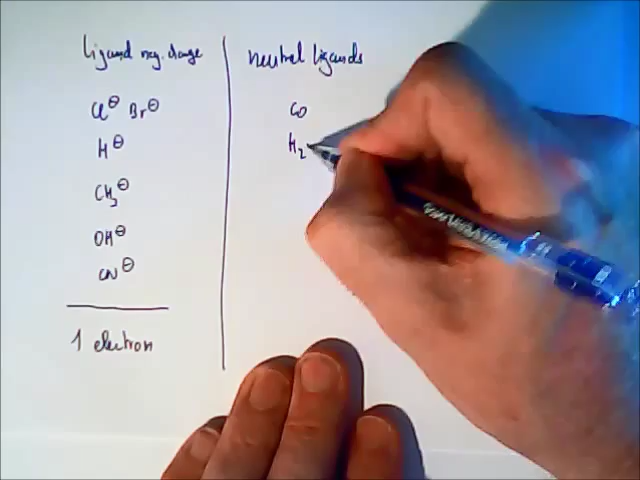 ligand neg. charge
Cl⊖ Br⊖
H⊖
CH3⊖
OH⊖
CN⊖
1 electron
neutral ligands
CO
H2